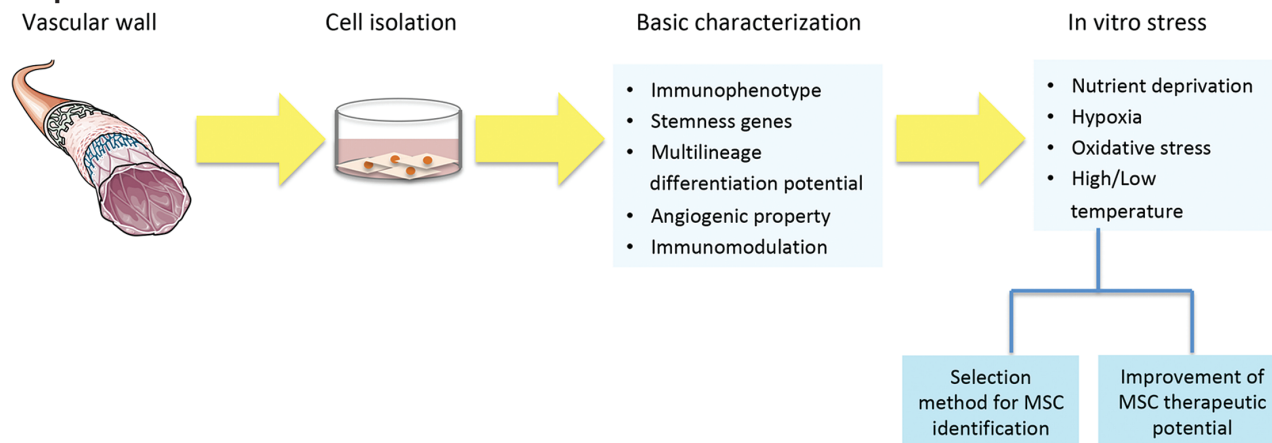 Vascular wall
Cell isolation
Basic characterization
In vitro stress
• Immunophenotype
• Stemness genes
• Multilineage
differentiation potential
• Angiogenic property
• Immunomodulation
• Nutrient deprivation
• Hypoxia
• Oxidative stress
• High/Low
temperature
Selection
method for MSC
identification
Improvement of
MSC therapeutic
potential